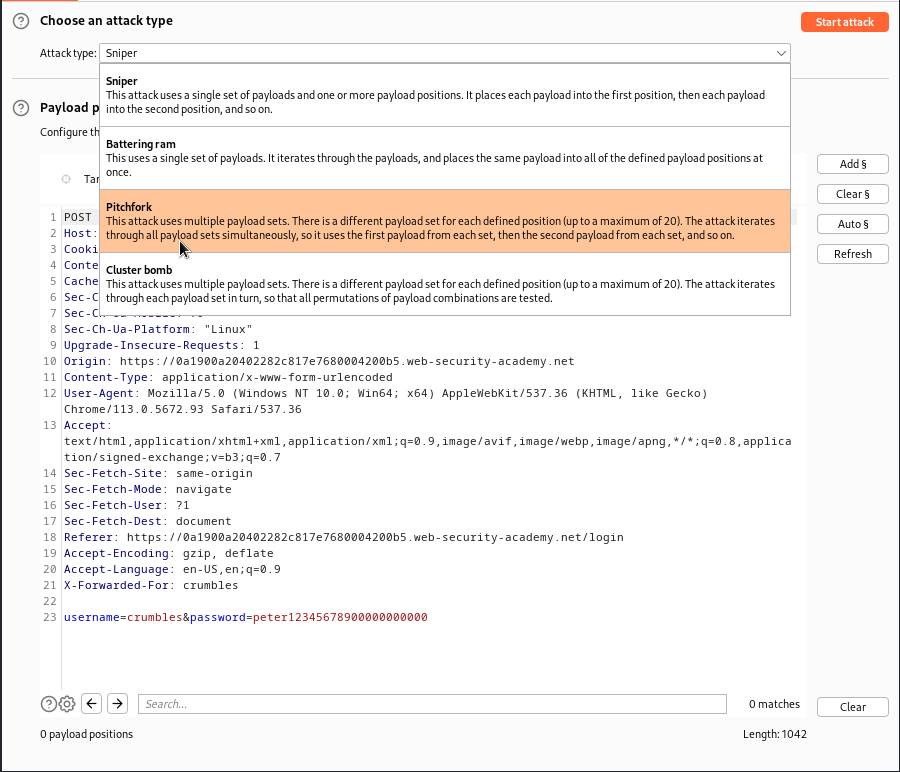 Choose an attack type
Start attack
Attack type: Sniper
Sniper
This attack uses a single set of payloads and one or more payload positions. It places each payload into the first position, then each payload
into the second position, and so on.
Payload p
Configure th
Battering ram
This uses a single set of payloads. It iterates through the payloads, and places the same payload into all of the defined payload positions at
once.
Add §
Tar
Pitchfork
This attack uses multiple payload sets. There is a different payload set for each defined position (up to a maximum of 20). The attack iterates
through all payload sets simultaneously, so it uses the first payload from each set, then the second payload from each set, and so on.
Clear §
Auto §
Refresh
Cluster bomb
This attack uses multiple payload sets. There is a different payload set for each defined position (up to a maximum of 20). The attack iterates
through each payload set in turn, so that all permutations of payload combinations are tested.
1 POST
2 Host:
3 Cooki
4 Conte
5 Cache
6 Sec-C
7
8 Sec-Ch-Ua-Platform: "Linux"
9 Upgrade-Insecure-Requests: 1
10 Origin: https://0a1900a20402282c817e7680004200b5.web-security-academy.net
11 Content-Type: application/x-www-form-urlencoded
12 User-Agent: Mozilla/5.0 (Windows NT 10.0; Win64; x64) AppleWebKit/537.36 (KHTML, like Gecko)
Chrome/113.0.5672.93 Safari/537.36
13 Accept:
text/html,application/xhtml+xml,application/xml;q=0.9,image/avif,image/webp,image/apng,*/*;q=0.8,applica
tion/signed-exchange;v=b3;q=0.7
14 Sec-Fetch-Site: same-origin
15 Sec-Fetch-Mode: navigate
16 Sec-Fetch-User: ?1
17 Sec-Fetch-Dest: document
18 Referer: https://0a1900a20402282c817e7680004200b5.web-security-academy.net/login
19 Accept-Encoding: gzip, deflate
20 Accept-Language: en-US,en;q=0.9
21 X-Forwarded-For: crumbles
22
23 username=crumbles&password=peter12345678900000000000
Search...
0 matches
Clear
0 payload positions
Length: 1042